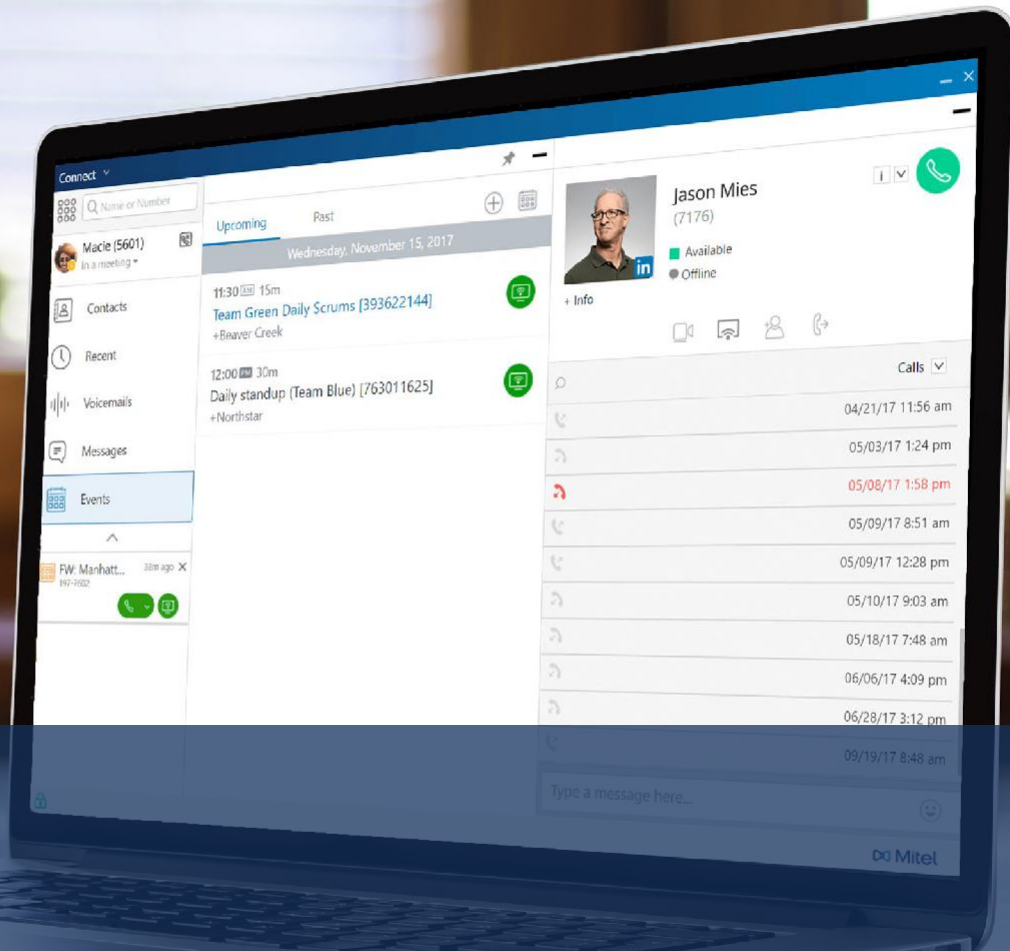 Connect
Name or Number
Macie (5601)
In a meeting
Contacts
Recent
Voicemails
Messages
Events
FW: Manhatt... 38m ago X
197-7602
Upcoming Past
Wednesday, November 15, 2017
11:30 AM 15m
Team Green Daily Scrums [393622144]
+Beaver Creek
12:00 PM 30m
Daily standup (Team Blue) [763011625]
+Northstar
Jason Mies
(7176)
Available
Offline
in
+ Info
i
Calls
04/21/17 11:56 am
05/03/17 1:24 pm
05/08/17 1:58 pm
05/09/17 8:51 am
05/09/17 12:28 pm
05/10/17 9:03 am
05/18/17 7:48 am
06/06/17 4:09 pm
06/28/17 3:12 pm
09/19/17 8:48 am
Type a message here...
Mitel